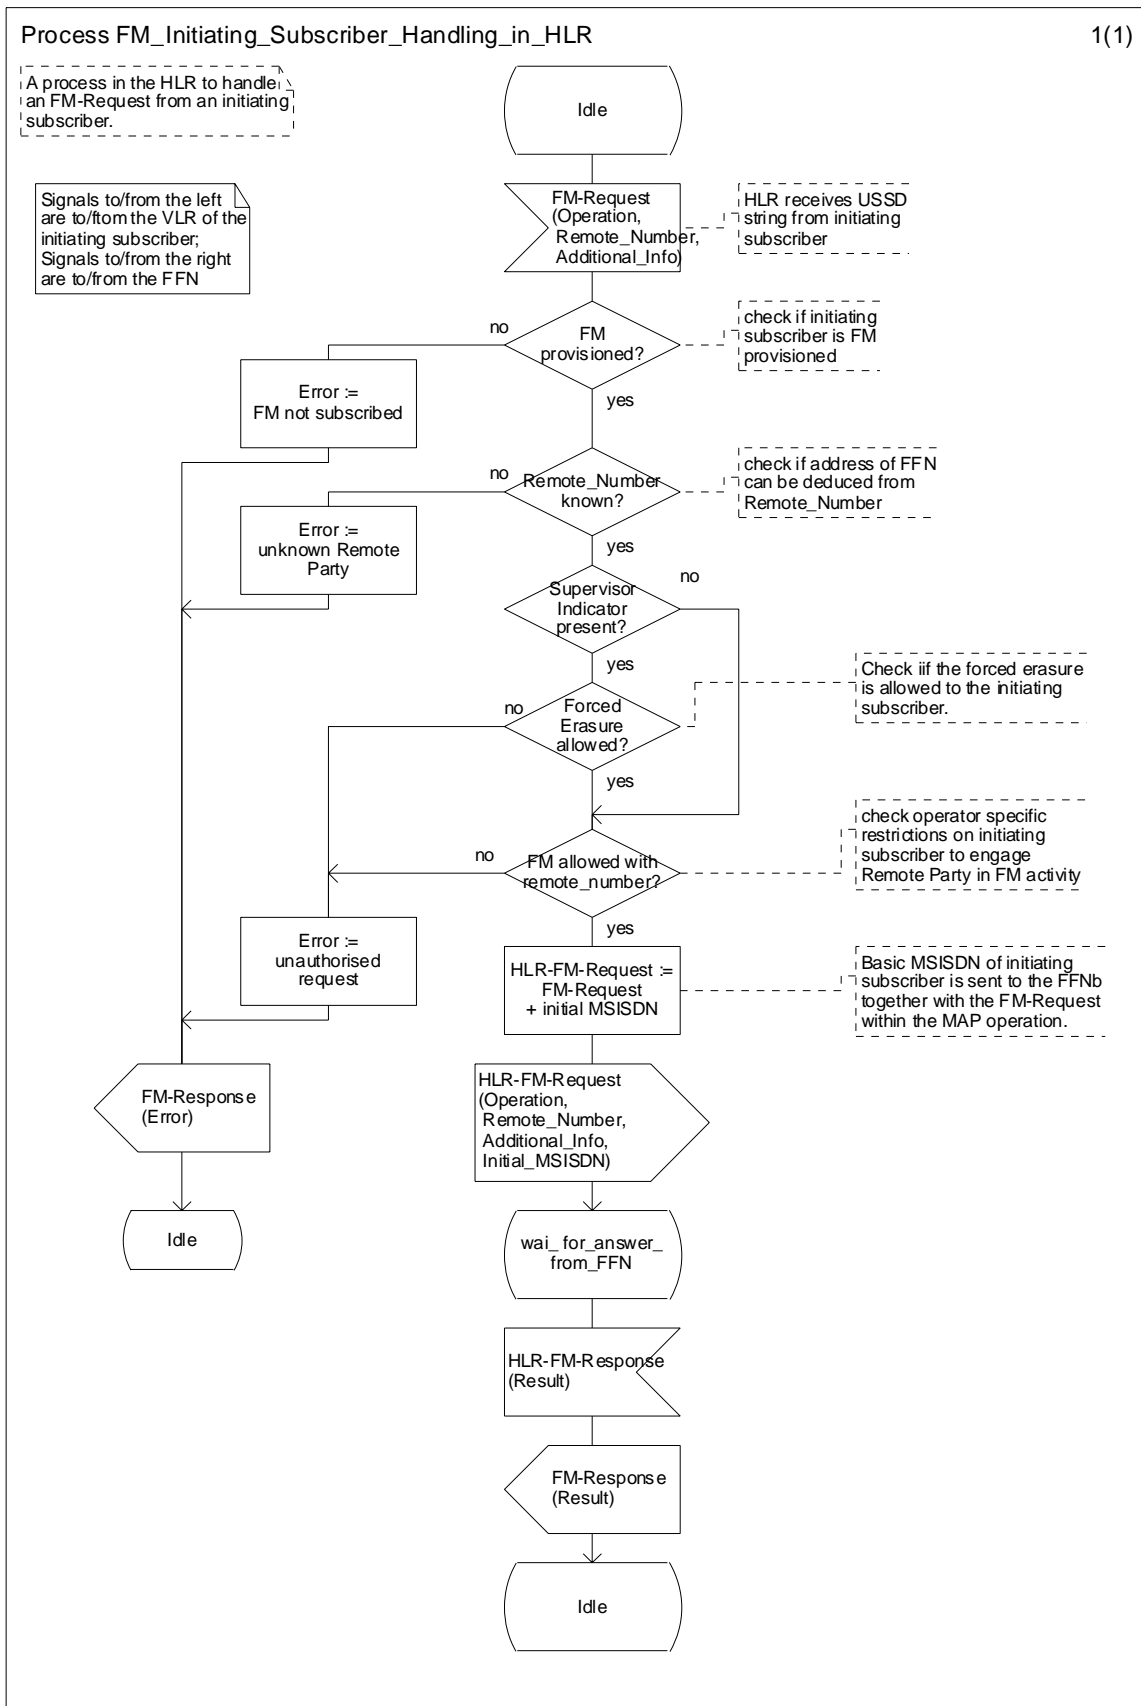 Process FM_Initiating_Subscriber_Handling_in_HLR
1(1)
A process in the HLR to handle
an FM-Request from an initiating
subscriber.
Idle
Signals to/from the left
are to/ftom the VLR of the
initiating subscriber;
Signals to/from the right
are to/from the FFN
FM-Request
(Operation,
Remote_Number,
Additional_Info)
HLR receives USSD
string from initiating
subscriber
no
FM
provisioned?
check if initiating
subscriber is FM
provisioned
Error :=
FM not subscribed
yes
no
Remote_Number
known?
check if address of FFN
can be deduced from
Remote_Number
Error :=
unknown Remote
Party
yes
Supervisor
Indicator
present?
no
yes
Check iif the forced erasure
is allowed to the initiating
subscriber.
no
Forced
Erasure
allowed?
yes
check operator specific
restrictions on initiating
subscriber to engage
Remote Party in FM activity
no
FM allowed with
remote_number?
yes
Error :=
unauthorised
request
HLR-FM-Request :=
FM-Request
+ initial MSISDN
Basic MSISDN of initiating
subscriber is sent to the FFNb
together with the FM-Request
within the MAP operation.
FM-Response
(Error)
HLR-FM-Request
(Operation,
Remote_Number,
Additional_Info,
Initial_MSISDN)
Idle
wai_for_answer_
from_FFN
HLR-FM-Response
(Result)
FM-Response
(Result)
Idle